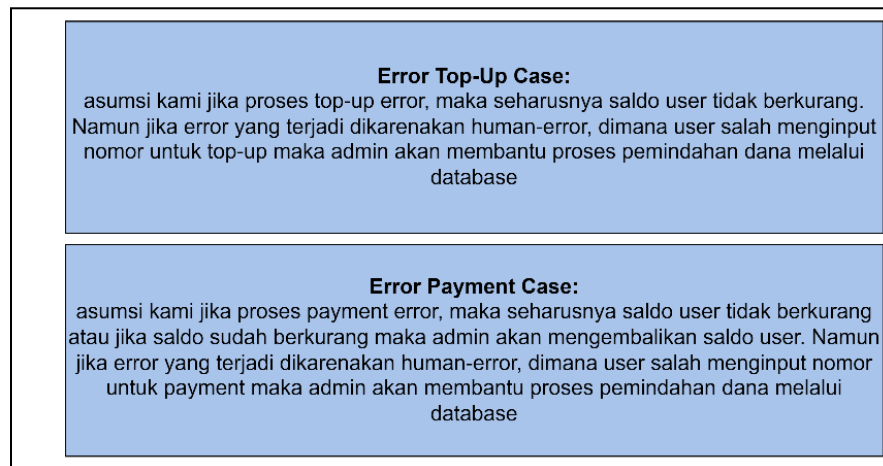 Error Top-Up Case:
asumsi kami jika proses top-up error, maka seharusnya saldo user tidak berkurang.
Namun jika error yang terjadi dikarenakan human-error, dimana user salah menginput
nomor untuk top-up maka admin akan membantu proses pemindahan dana melalui
database
Error Payment Case:
asumsi kami jika proses payment error, maka seharusnya saldo user tidak berkurang
atau jika saldo sudah berkurang maka admin akan mengembalikan saldo user. Namun
jika error yang terjadi dikarenakan human-error, dimana user salah menginput nomor
untuk payment maka admin akan membantu proses pemindahan dana melalui
database